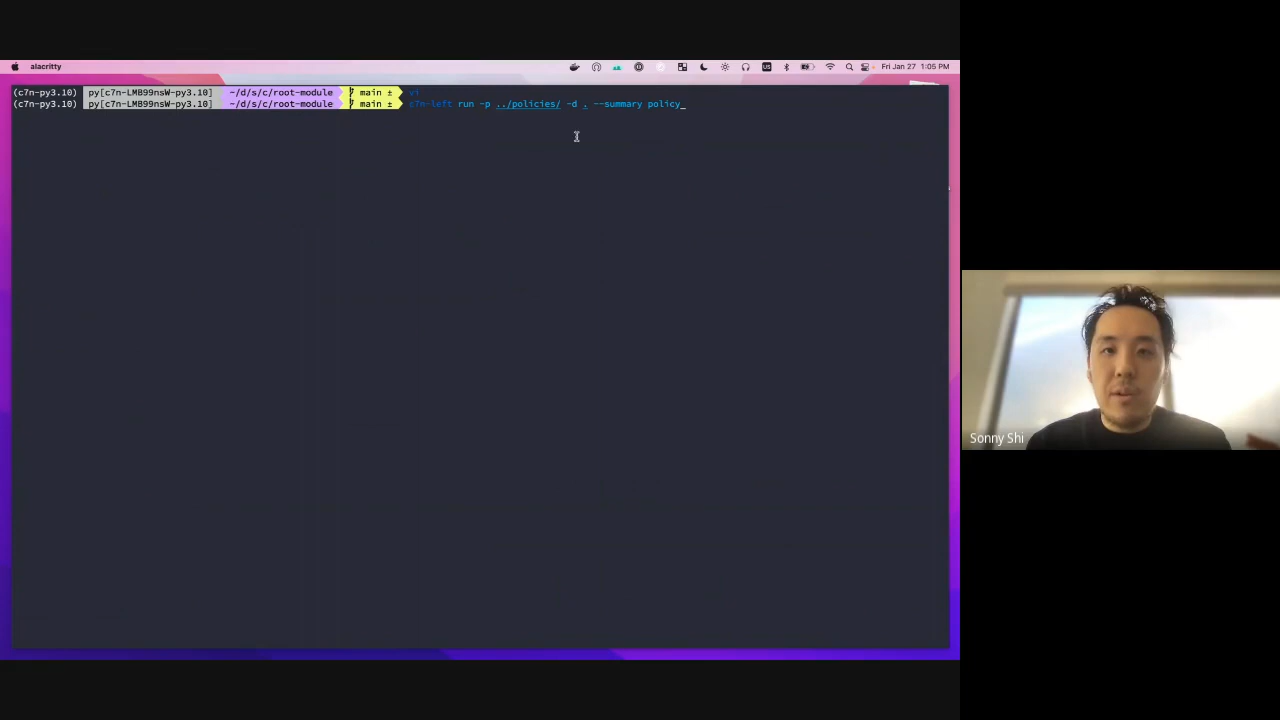 alacritty
US
Fri Jan 27 1:05 PM
(c7n-py3.10) py[c7n-LMB99nsW-py3.10] ~/d/s/c/root-module main ± vi
(c7n-py3.10) py[c7n-LMB99nsW-py3.10] ~/d/s/c/root-module main ± c7n-left run -p ../policies/ -d . --summary policy_
Sonny Shi